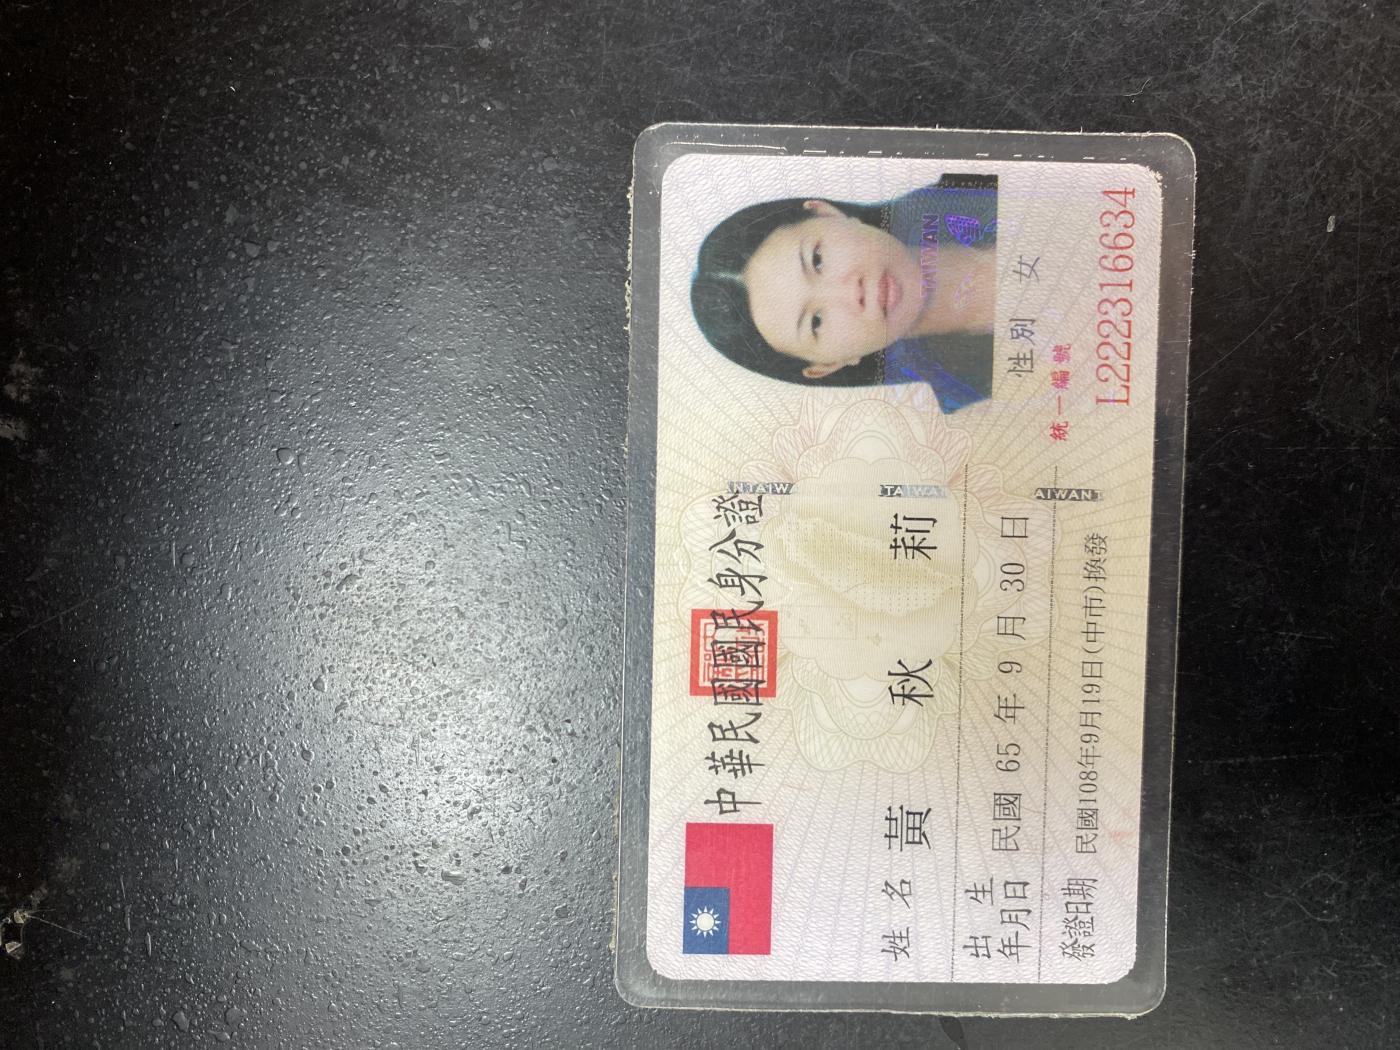 中華民國國民身分證
姓名 黃秋莉
出生年月日 民國 65 年 9 月 30 日
發證日期 民國108年9月19日(中市)換發
性別 女
統一編號
L222316634
TAIWAN